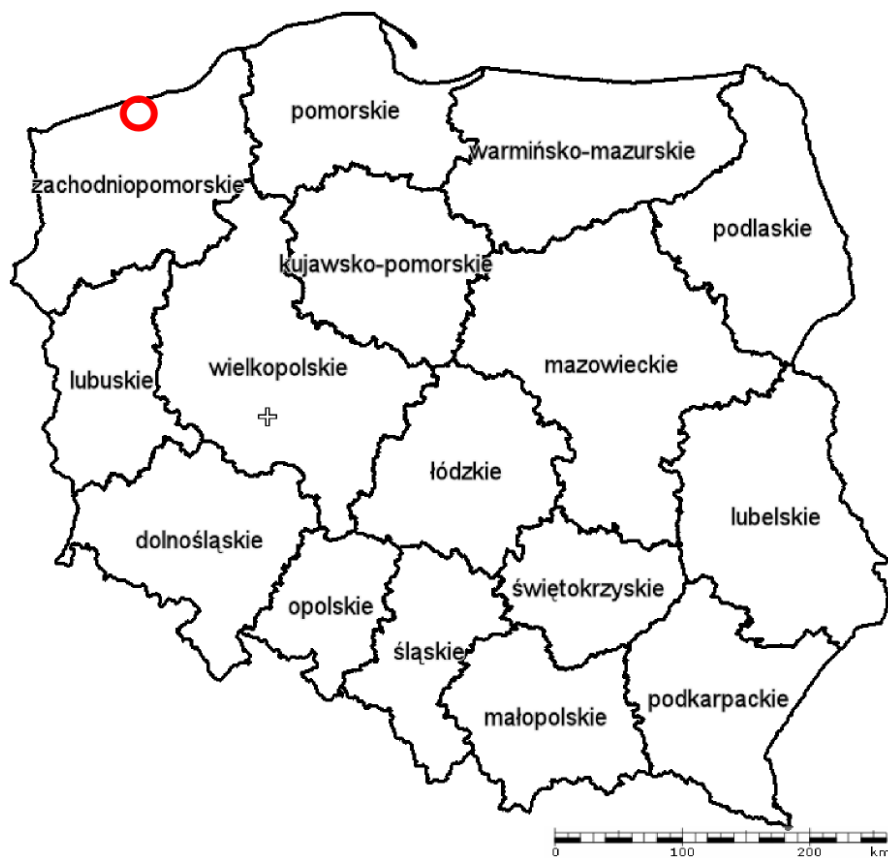 pomorskie
warmińsko-mazurskie
zachodniopomorskie
podlaskie
kujawsko-pomorskie
wielkopolskie
mazowieckie
lubuskie
łódzkie
lubelskie
dolnośląskie
świętokrzyskie
opolskie
śląskie
podkarpackie
małopolskie
0 100 200 km